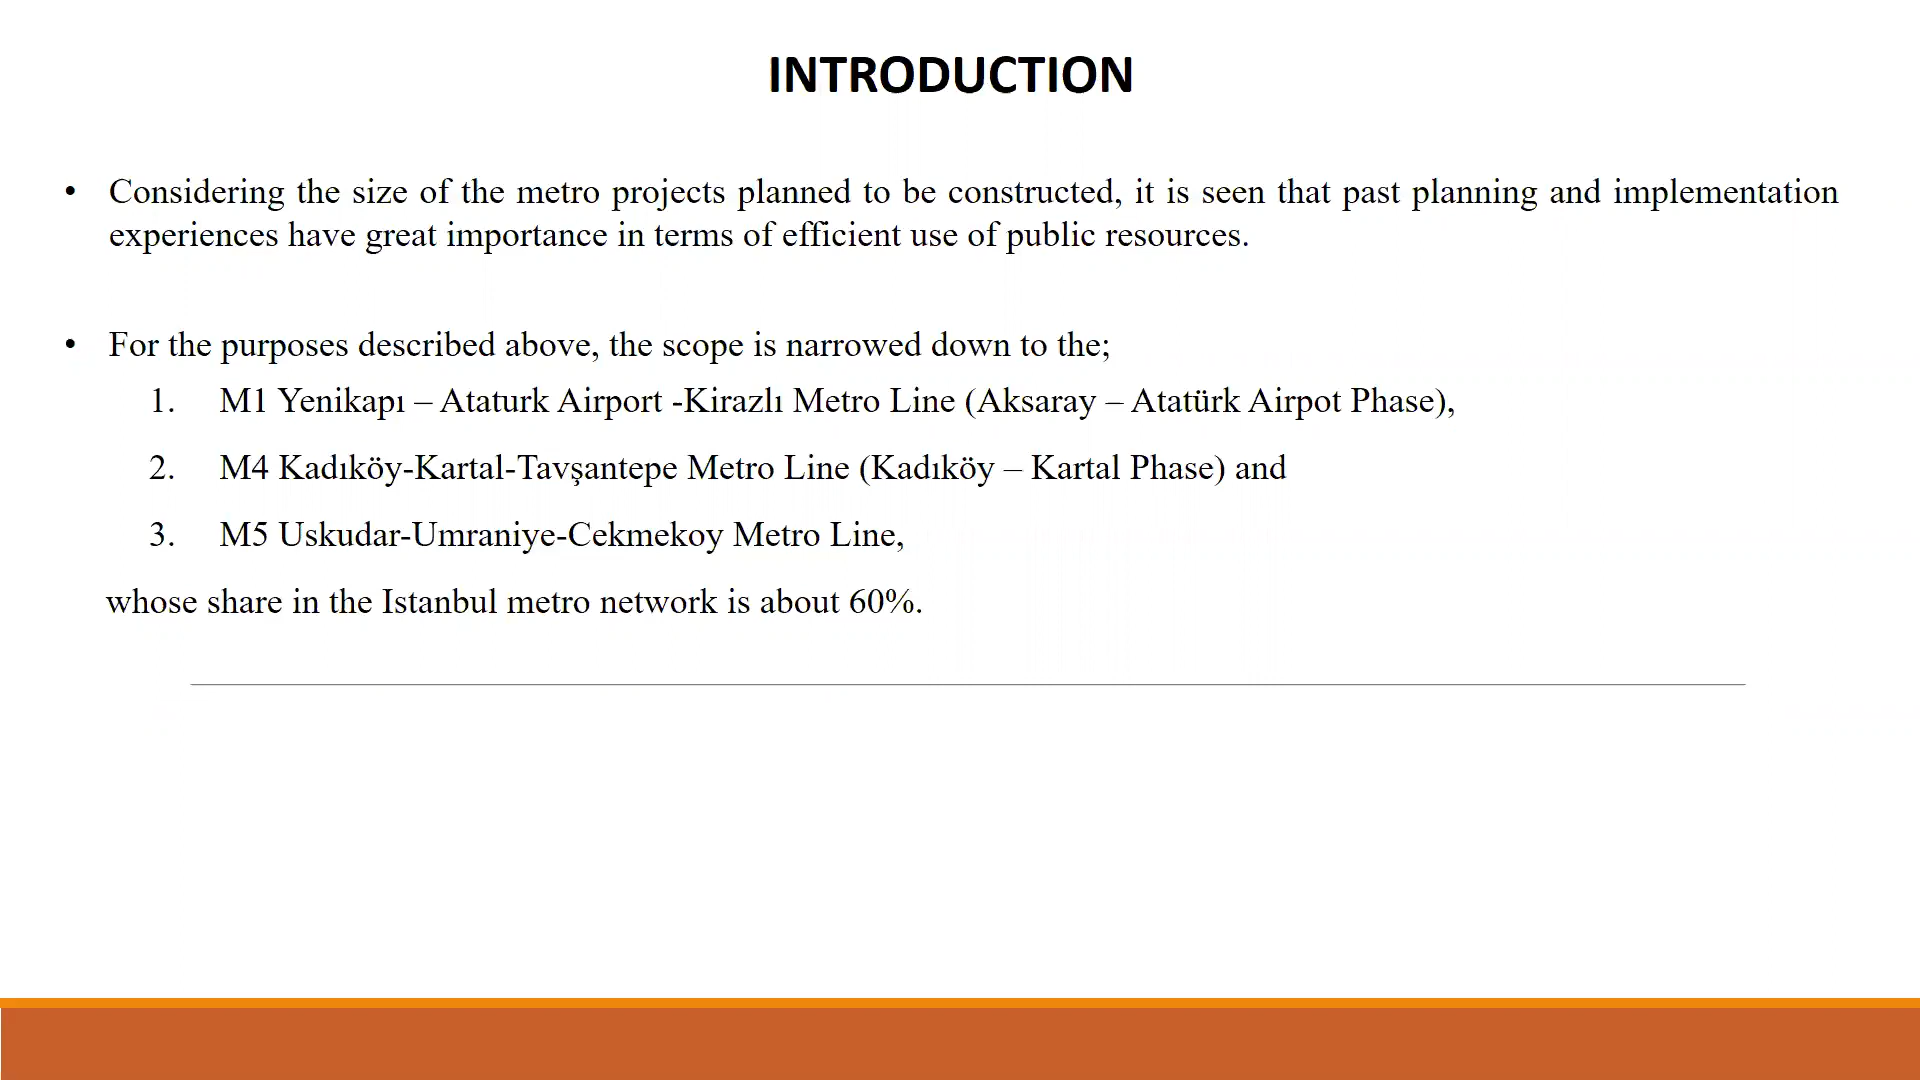 INTRODUCTION
• Considering the size of the metro projects planned to be constructed, it is seen that past planning and implementation
experiences have great importance in terms of efficient use of public resources.
• For the purposes described above, the scope is narrowed down to the;
1. M1 Yenikapı – Ataturk Airport -Kirazlı Metro Line (Aksaray – Atatürk Airpot Phase),
2. M4 Kadıköy-Kartal-Tavşantepe Metro Line (Kadıköy – Kartal Phase) and
3. M5 Uskudar-Umraniye-Cekmekoy Metro Line,
whose share in the Istanbul metro network is about 60%.